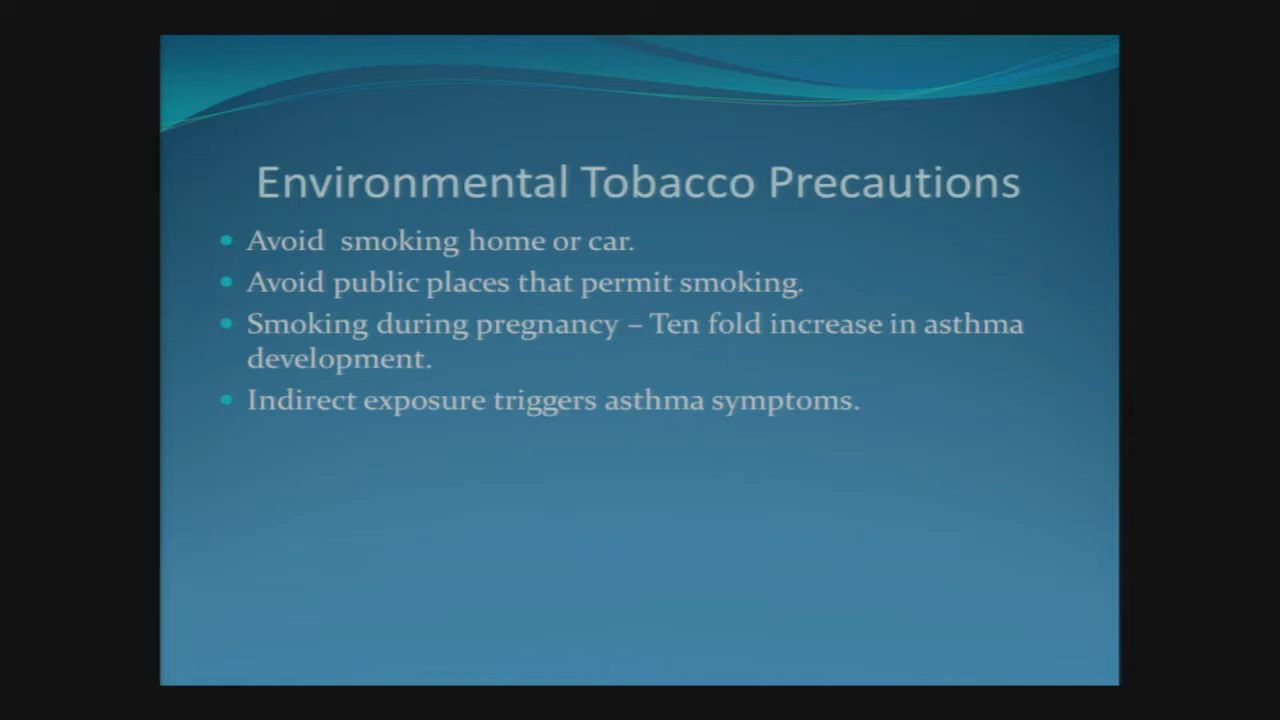 Environmental Tobacco Precautions
• Avoid  smoking home or car.
• Avoid public places that permit smoking.
• Smoking during pregnancy – Ten fold increase in asthma
development.
• Indirect exposure triggers asthma symptoms.